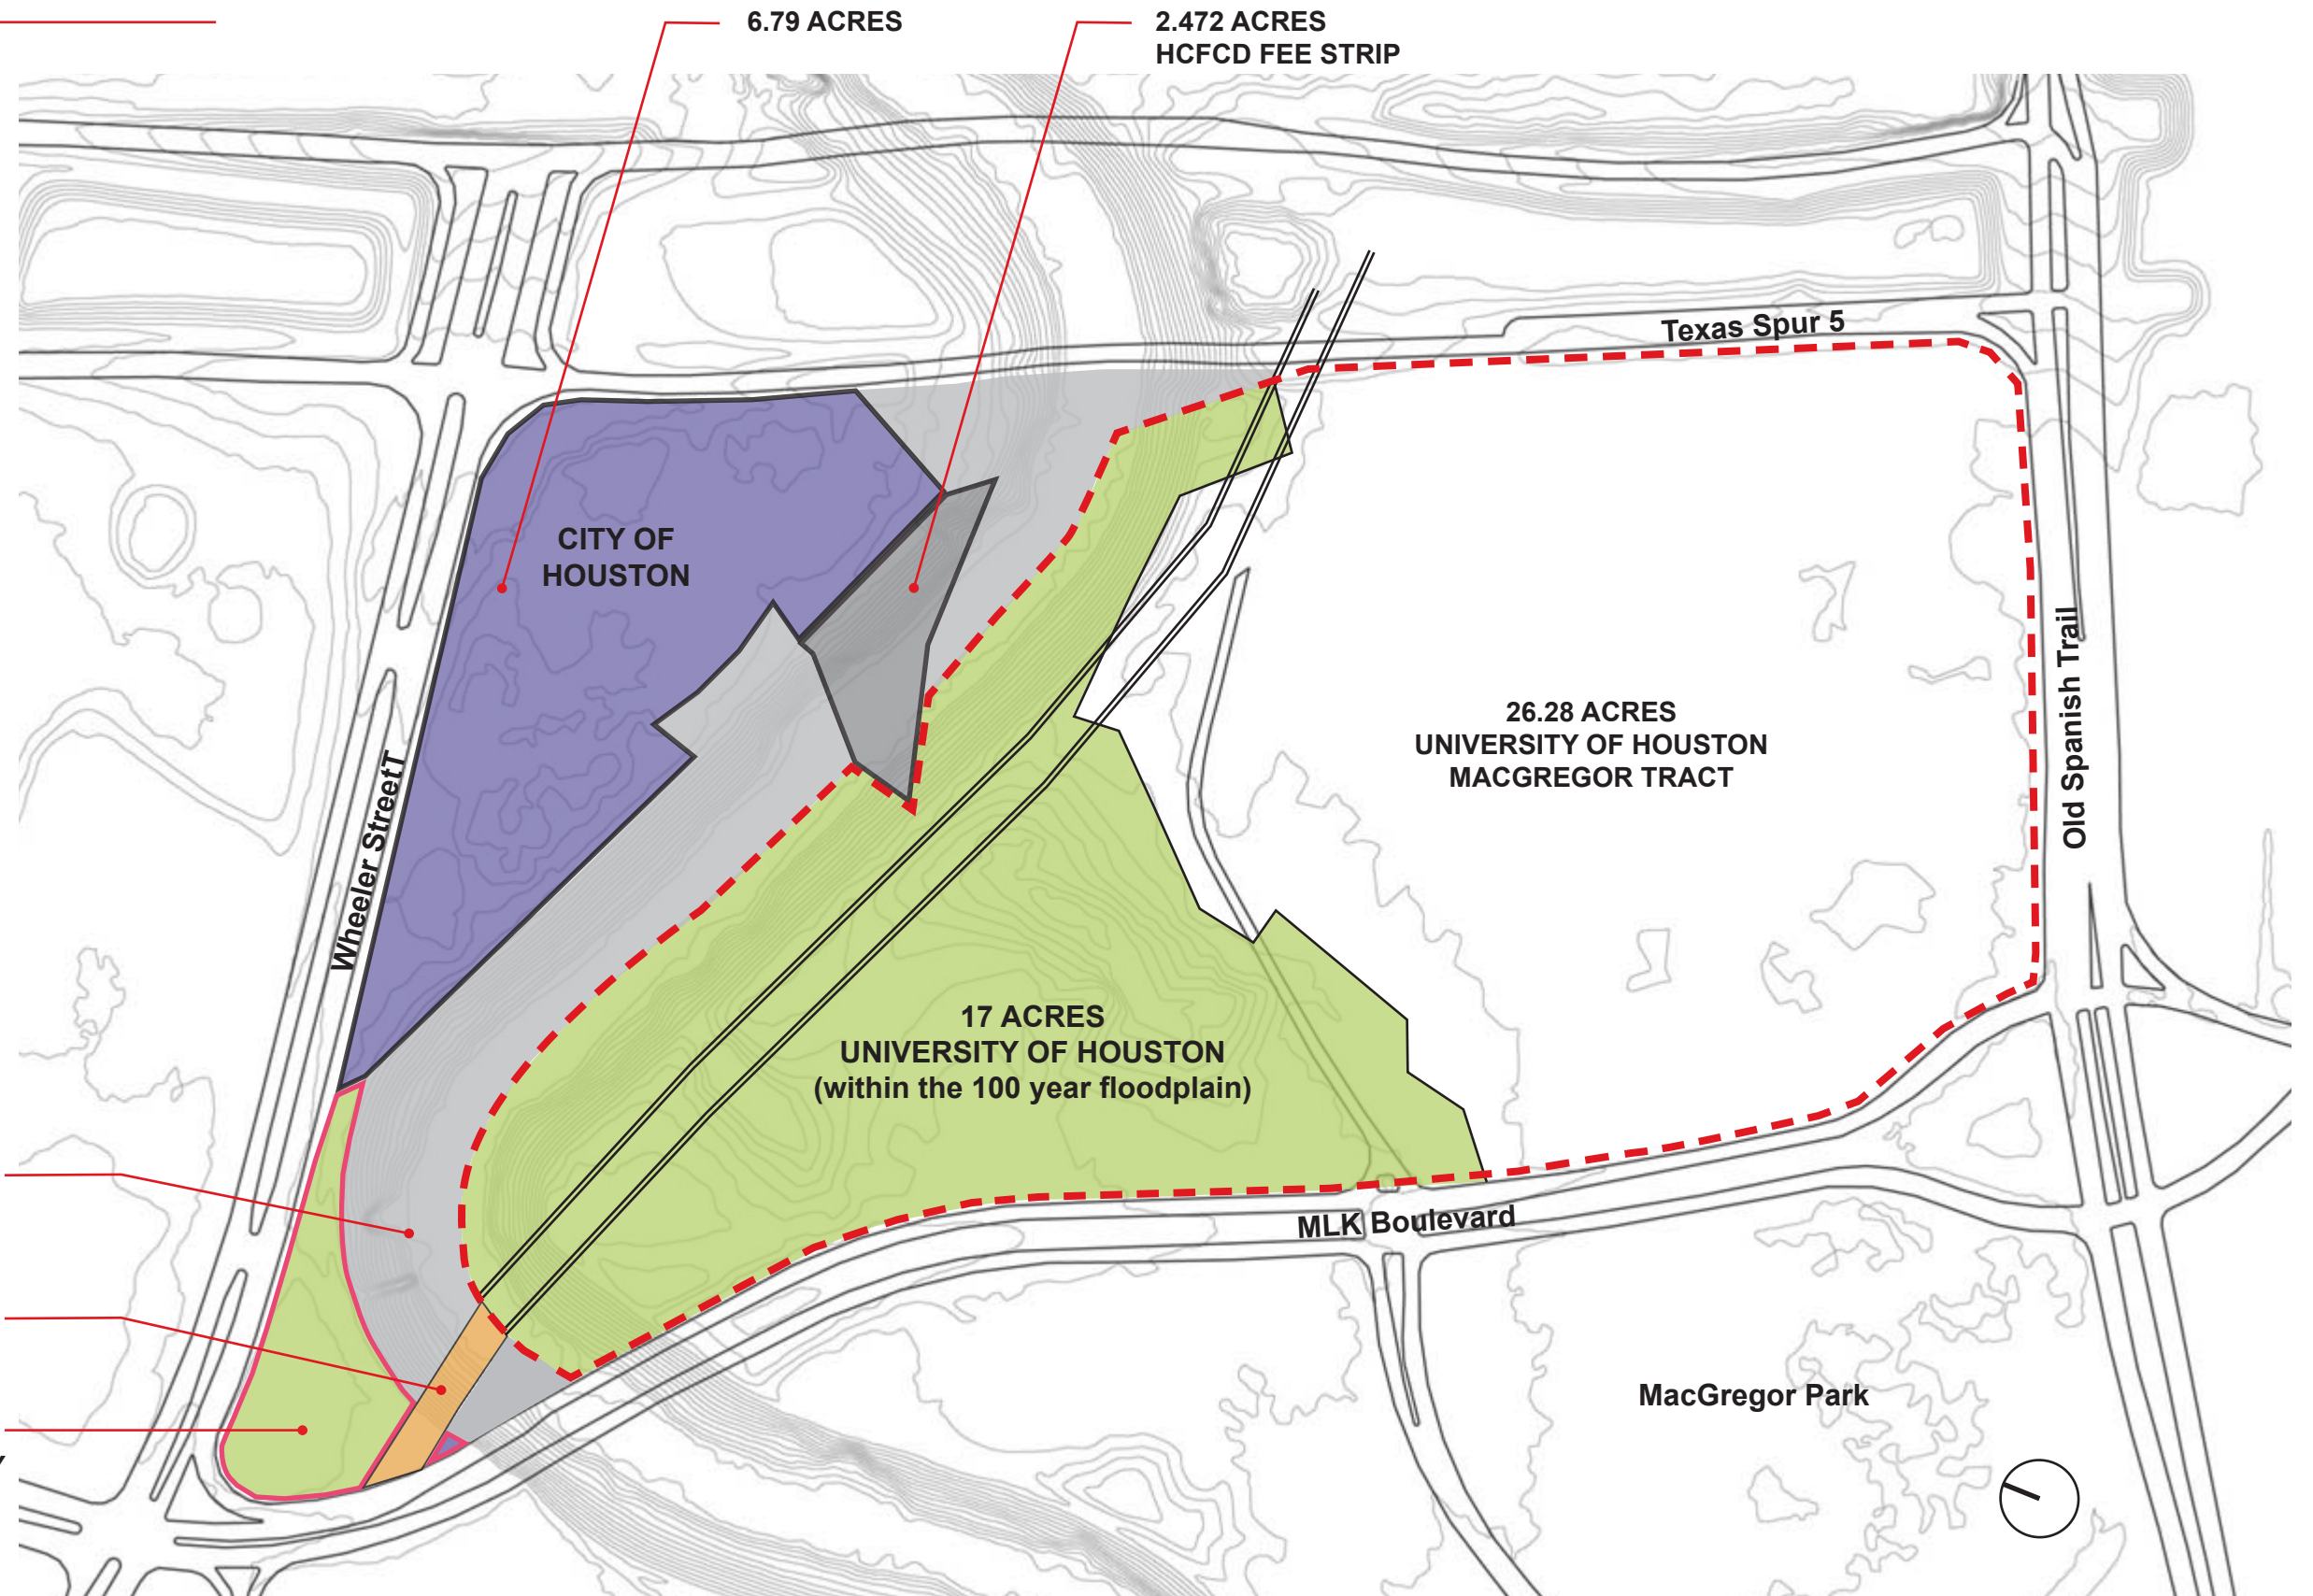 6.79 ACRES
2.472 ACRES
HCFCD FEE STRIP
Texas Spur 5
CITY OF
HOUSTON
Old Spanish Trail
26.28 ACRES
UNIVERSITY OF HOUSTON
MACGREGOR TRACT
Wheeler StreetT
17 ACRES
UNIVERSITY OF HOUSTON
(within the 100 year floodplain)
MLK Boulevard
MacGregor Park